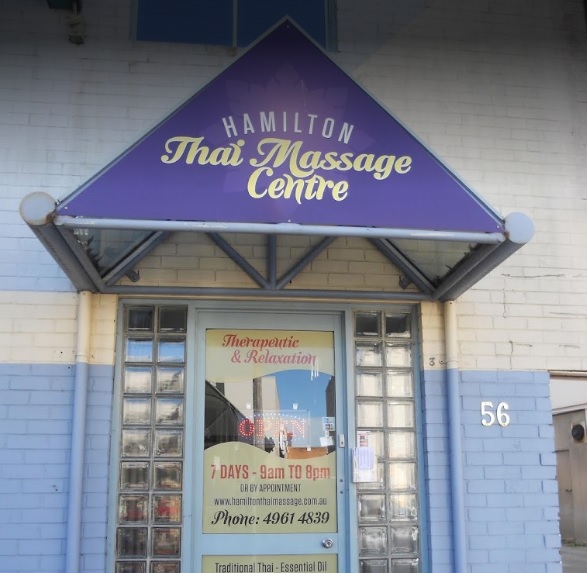 HAMILTON
Thai Massage
Centre
Therapeutic
& Relaxation
OPEN
7 DAYS - 9am TO 8pm
OR BY APPOINTMENT
www.hamiltonthaimassage.com.au
Phone: 4961 4839
Traditional Thai - Essential Oil
56